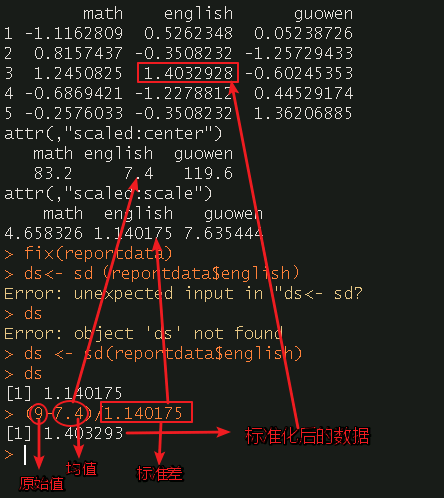 math english guowen
1 -1.1162809 0.5262348 0.05238726
2 0.8157437 -0.3508232 -1.25729433
3 1.2450825 1.4032928 -0.60245353
4 -0.6869421 -1.2278812 0.44529174
5 -0.2576033 -0.3508232 1.36206885
attr(,"scaled:center")
math english guowen
83.2 7.4 119.6
attr(,"scaled:scale")
math english guowen
4.658326 1.140175 7.635444
> fix(reportdata)
> ds<- sd (reportdata$english)
Error: unexpected input in "ds<- sd?
> ds
Error: object 'ds' not found
> ds <- sd(reportdata$english)
> ds
[1] 1.140175
> (9-7.4)/1.140175
[1] 1.403293 标准化后的数据
>
原始值 均值 标准差